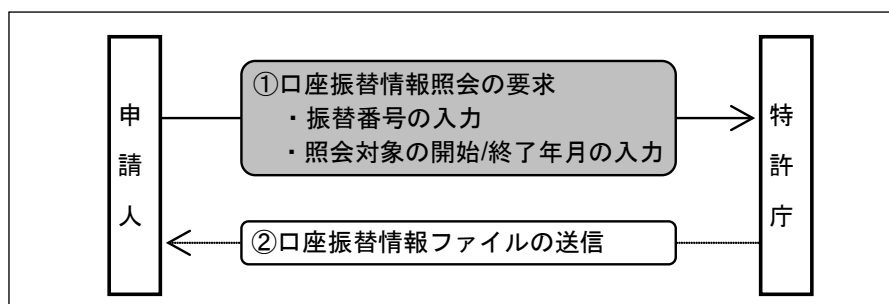 申請人
①口座振替情報照会の要求
・振替番号の入力
・照会対象の開始/終了年月の入力
②口座振替情報ファイルの送信
特許庁